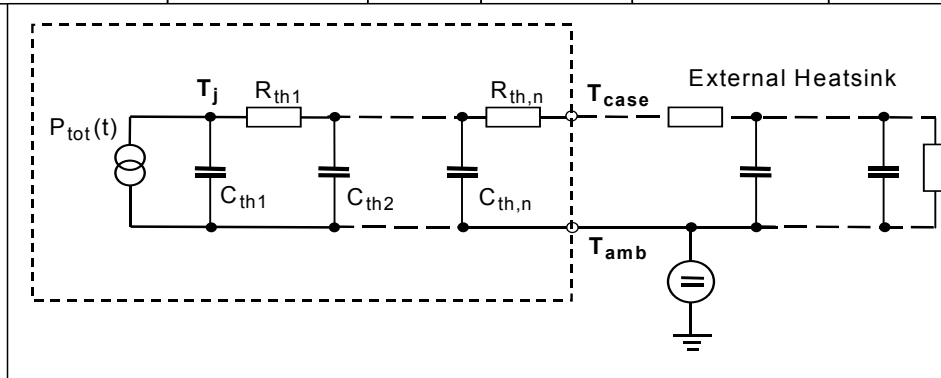 External Heatsink
T_j
R_th1
R_th,n
T_case
P_tot(t)
C_th1
C_th2
C_th,n
T_amb